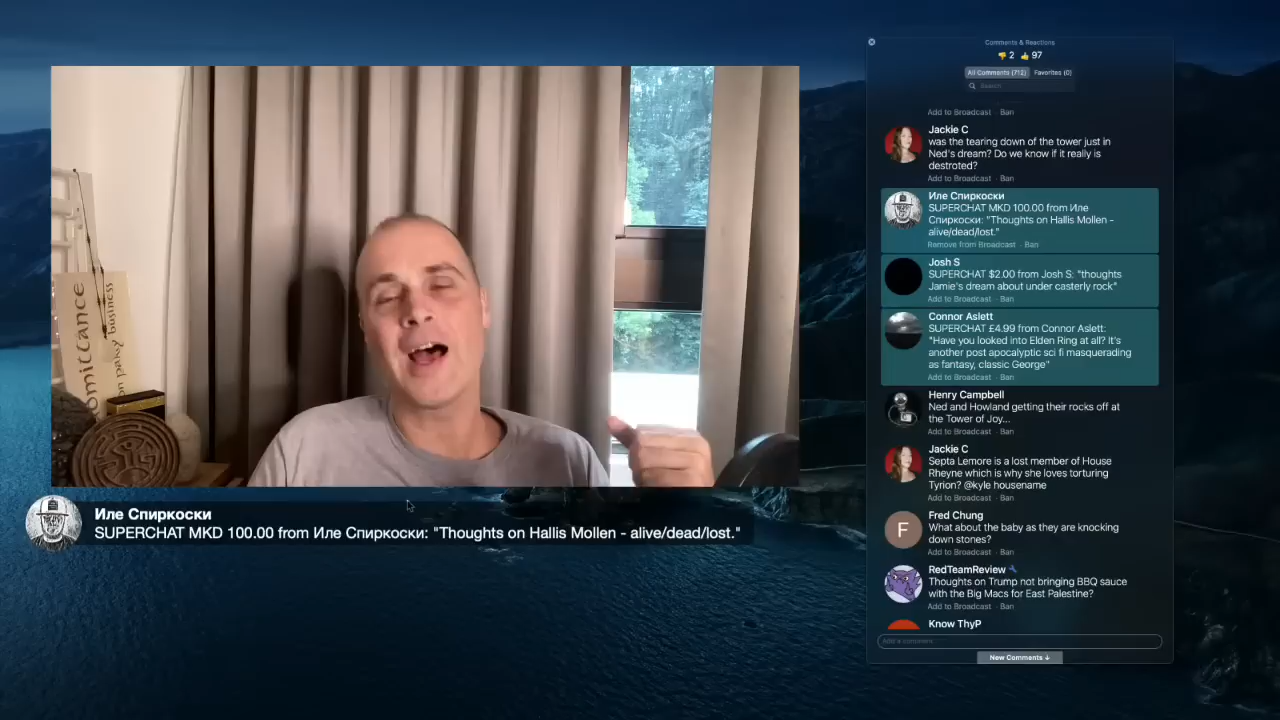 omittance
on pakv business
Иле Спиркоски
SUPERCHAT MKD 100.00 from Иле Спиркоски: "Thoughts on Hallis Mollen - alive/dead/lost."
Comments & Reactions
👎 2 👍 97
All Comments (712) Favorites (0)
Search
Add to Broadcast · Ban
Jackie C
was the tearing down of the tower just in
Ned's dream? Do we know if it really is
destroted?
Add to Broadcast · Ban
Иле Спиркоски
SUPERCHAT MKD 100.00 from Иле
Спиркоски: "Thoughts on Hallis Mollen -
alive/dead/lost."
Remove from Broadcast · Ban
Josh S
SUPERCHAT $2.00 from Josh S: "thoughts
Jamie's dream about under casterly rock"
Add to Broadcast · Ban
Connor Aslett
SUPERCHAT £4.99 from Connor Aslett:
"Have you looked into Elden Ring at all? It's
another post apocalyptic sci fi masquerading
as fantasy, classic George"
Add to Broadcast · Ban
Henry Campbell
Ned and Howland getting their rocks off at
the Tower of Joy...
Add to Broadcast · Ban
Jackie C
Septa Lemore is a lost member of House
Rheyne which is why she loves torturing
Tyrion? @kyle housename
Add to Broadcast · Ban
F
Fred Chung
What about the baby as they are knocking
down stones?
Add to Broadcast · Ban
RedTeamReview 🔧
Thoughts on Trump not bringing BBQ sauce
with the Big Macs for East Palestine?
Add to Broadcast · Ban
Know ThyP
Add a comment
New Comments ↓